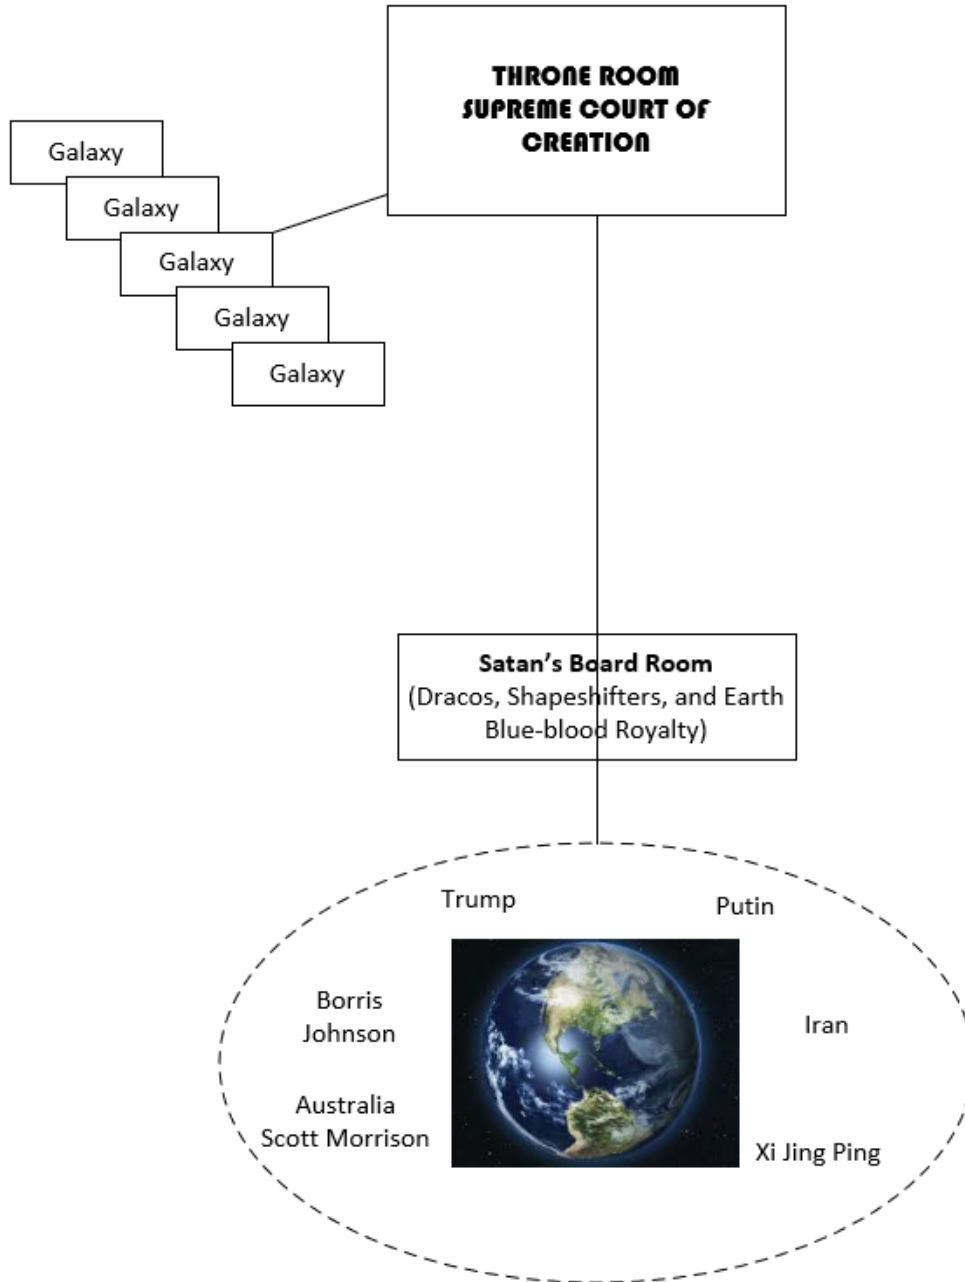 THRONE ROOM
SUPREME COURT OF
CREATION
Galaxy
Galaxy
Galaxy
Galaxy
Galaxy
Satan’s Board Room
(Dracos, Shapeshifters, and Earth
Blue-blood Royalty)
Trump
Putin
Borris
Johnson
Iran
Australia
Scott Morrison
Xi Jing Ping